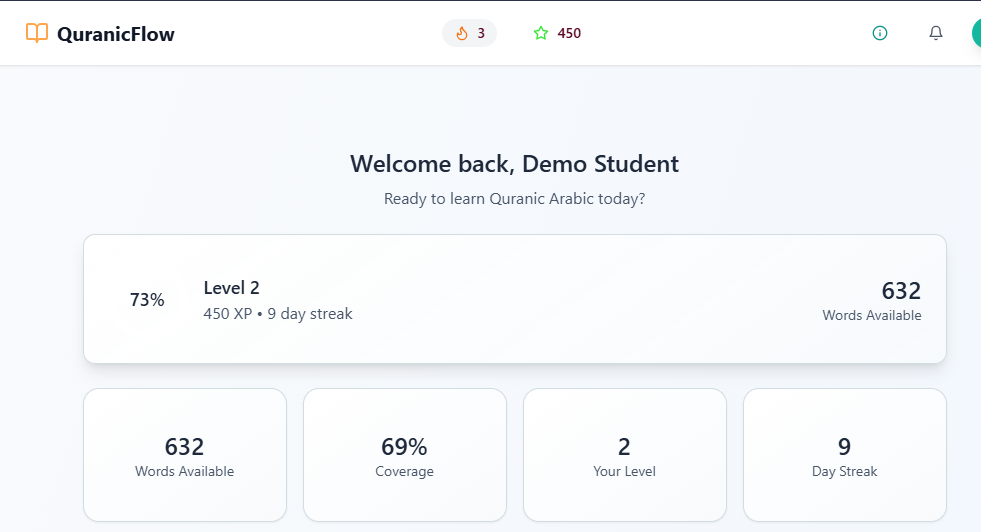 QuranicFlow
3
450
Welcome back, Demo Student
Ready to learn Quranic Arabic today?
73%
Level 2
450 XP • 9 day streak
632
Words Available
632
Words Available
69%
Coverage
2
Your Level
9
Day Streak